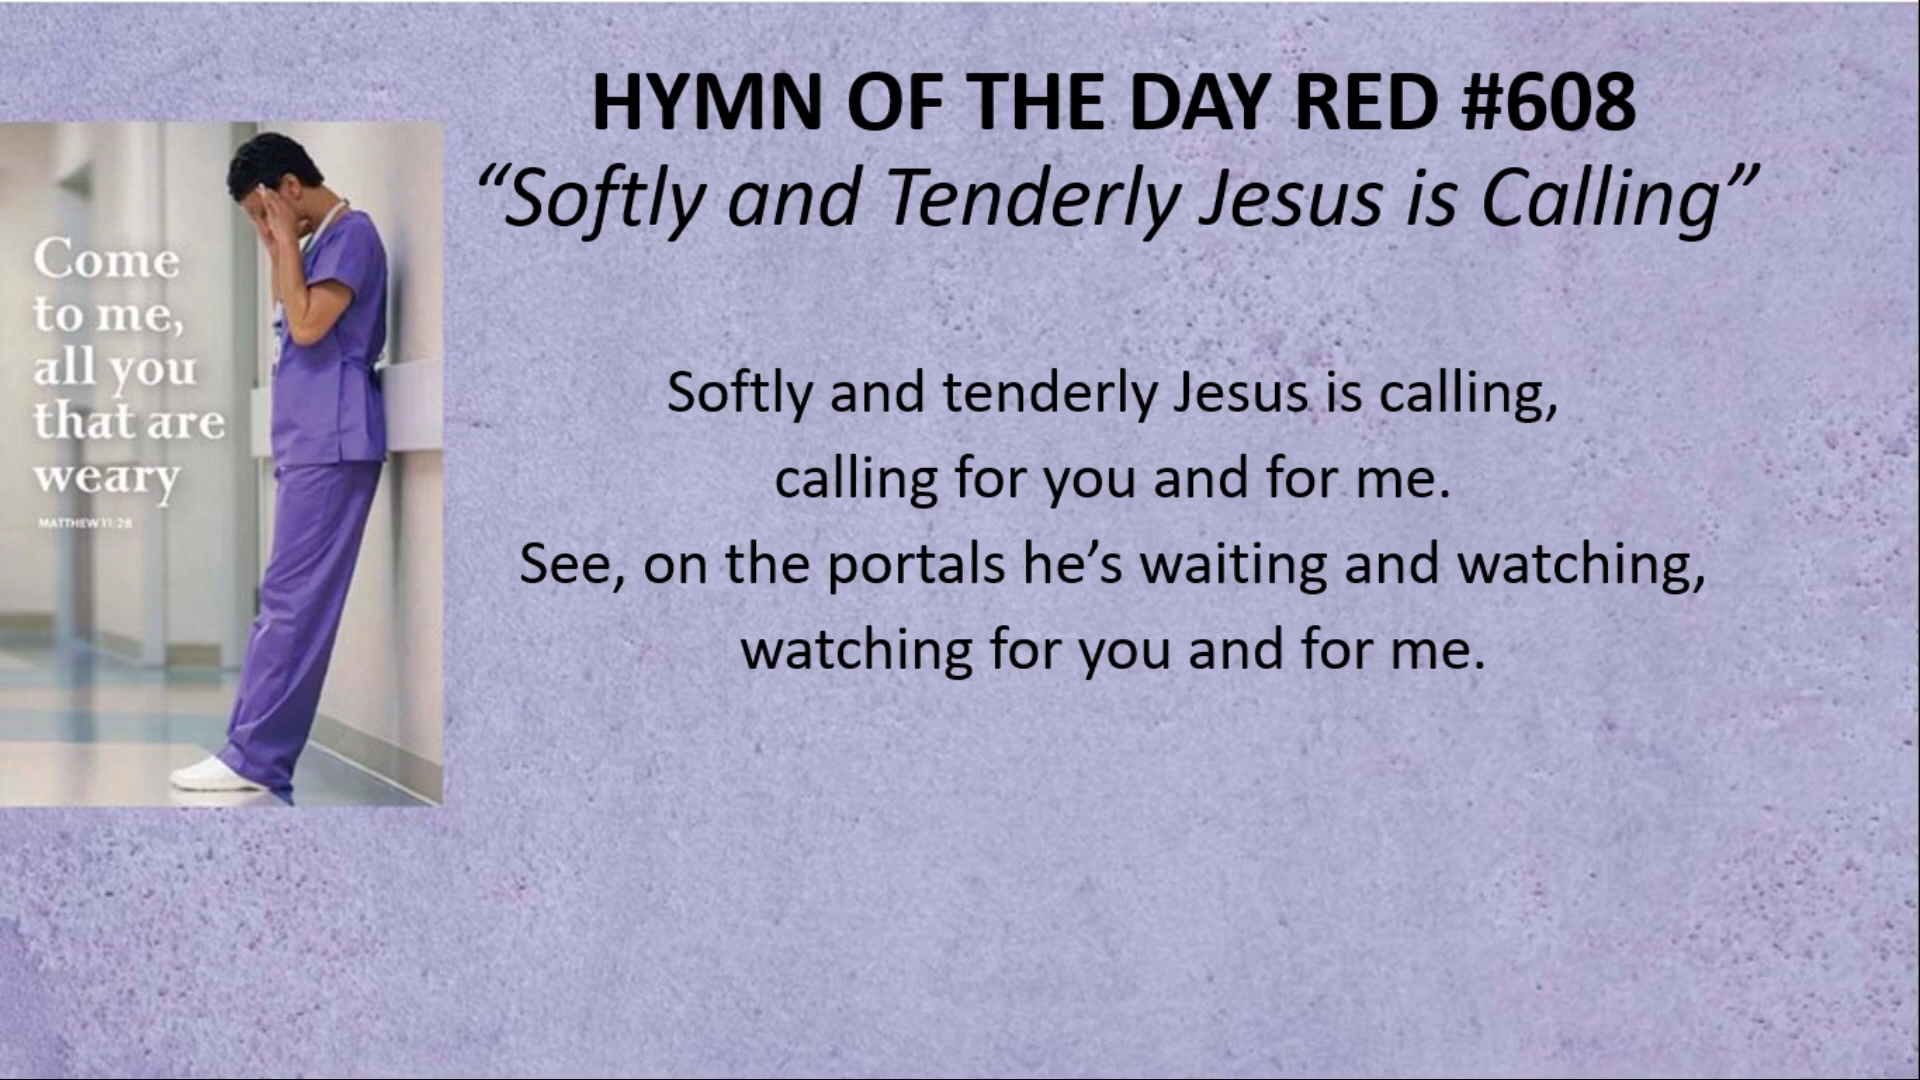 HYMN OF THE DAY RED #608
“Softly and Tenderly Jesus is Calling”
Come
to me,
all you
that are
weary
MATTHEW 11:28
Softly and tenderly Jesus is calling,
calling for you and for me.
See, on the portals he’s waiting and watching,
watching for you and for me.